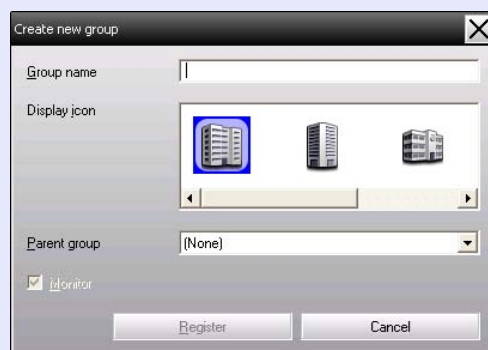 Create new group
Group name
Display icon
Parent group (None)
Monitor
Register Cancel